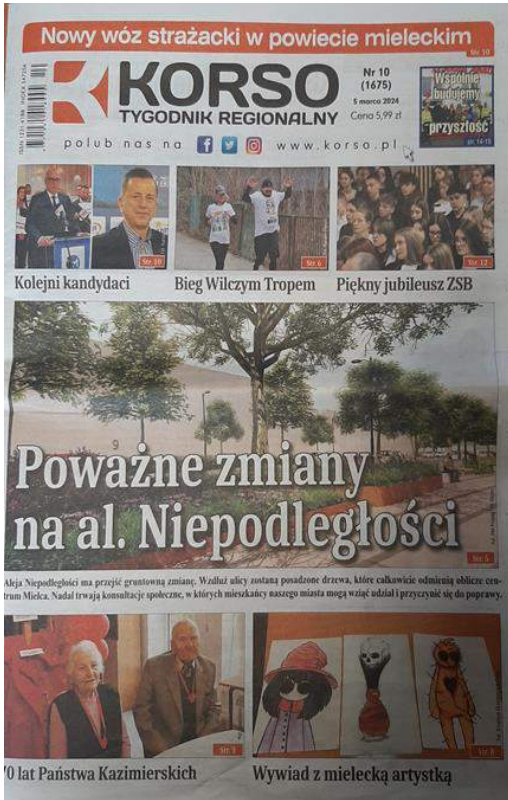 Nowy wóz strażacki w powiecie mieleckim
Str 10
KORSO
TYGODNIK REGIONALNY
Nr 10
(1675)
5 marca 2024
Cena 5,99 zł
Wspólnie
budujemy
przyszłość
str. 14-15
polub nas na
www.korso.pl
Str 10
Str 6
Str 12
Kolejni kandydaci
Bieg Wilczym Tropem
Piękny jubileusz ZSB
9
Poważne zmiany
na al. Niepodległości
Str 5
Aleja Niepodległości ma przejść gruntowną zmianę. Wzdłuż ulicy zostaną posadzone drzewa, które całkowicie odmienią oblicze cen-
trum Mielca. Nadal trwają konsultacje społeczne, w których mieszkańcy naszego miasta mogą wziąć udział i przyczynić się do poprawy.
Str 8
70 lat Państwa Kazimierskich
Wywiad z mielecką artystką